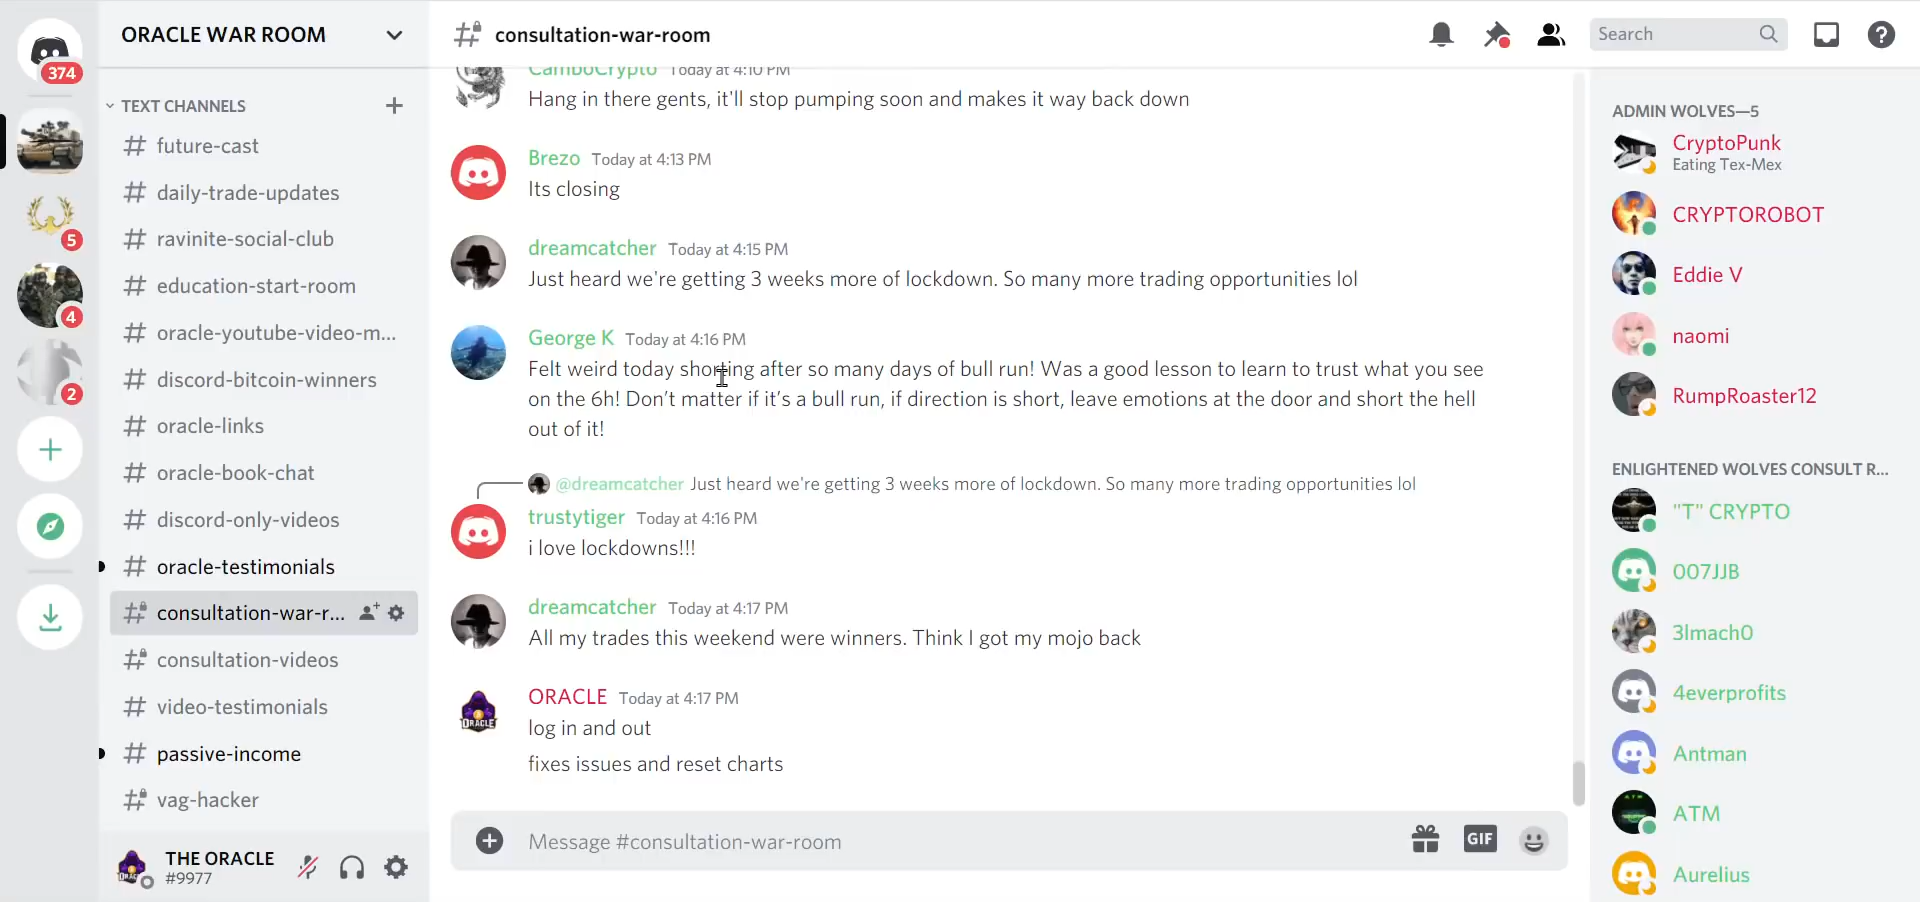 374
5
4
2
ORACLE WAR ROOM
TEXT CHANNELS
future-cast
daily-trade-updates
ravinite-social-club
education-start-room
oracle-youtube-video-m...
discord-bitcoin-winners
oracle-links
oracle-book-chat
discord-only-videos
oracle-testimonials
consultation-war-r...
consultation-videos
video-testimonials
passive-income
vag-hacker
THE ORACLE
#9977
consultation-war-room
Search
CamboCrypto Today at 4:10 PM
Hang in there gents, it'll stop pumping soon and makes it way back down
Brezo Today at 4:13 PM
Its closing
dreamcatcher Today at 4:15 PM
Just heard we're getting 3 weeks more of lockdown. So many more trading opportunities lol
George K Today at 4:16 PM
Felt weird today shorting after so many days of bull run! Was a good lesson to learn to trust what you see
on the 6h! Don’t matter if it’s a bull run, if direction is short, leave emotions at the door and short the hell
out of it!
@dreamcatcher Just heard we're getting 3 weeks more of lockdown. So many more trading opportunities lol
trustytiger Today at 4:16 PM
i love lockdowns!!!
dreamcatcher Today at 4:17 PM
All my trades this weekend were winners. Think I got my mojo back
ORACLE Today at 4:17 PM
log in and out
fixes issues and reset charts
Message #consultation-war-room
GIF
ADMIN WOLVES—5
CryptoPunk
Eating Tex-Mex
CRYPTOROBOT
Eddie V
naomi
RumpRoaster12
ENLIGHTENED WOLVES CONSULT R...
"T" CRYPTO
007JJB
3lmach0
4everprofits
Antman
ATM
Aurelius